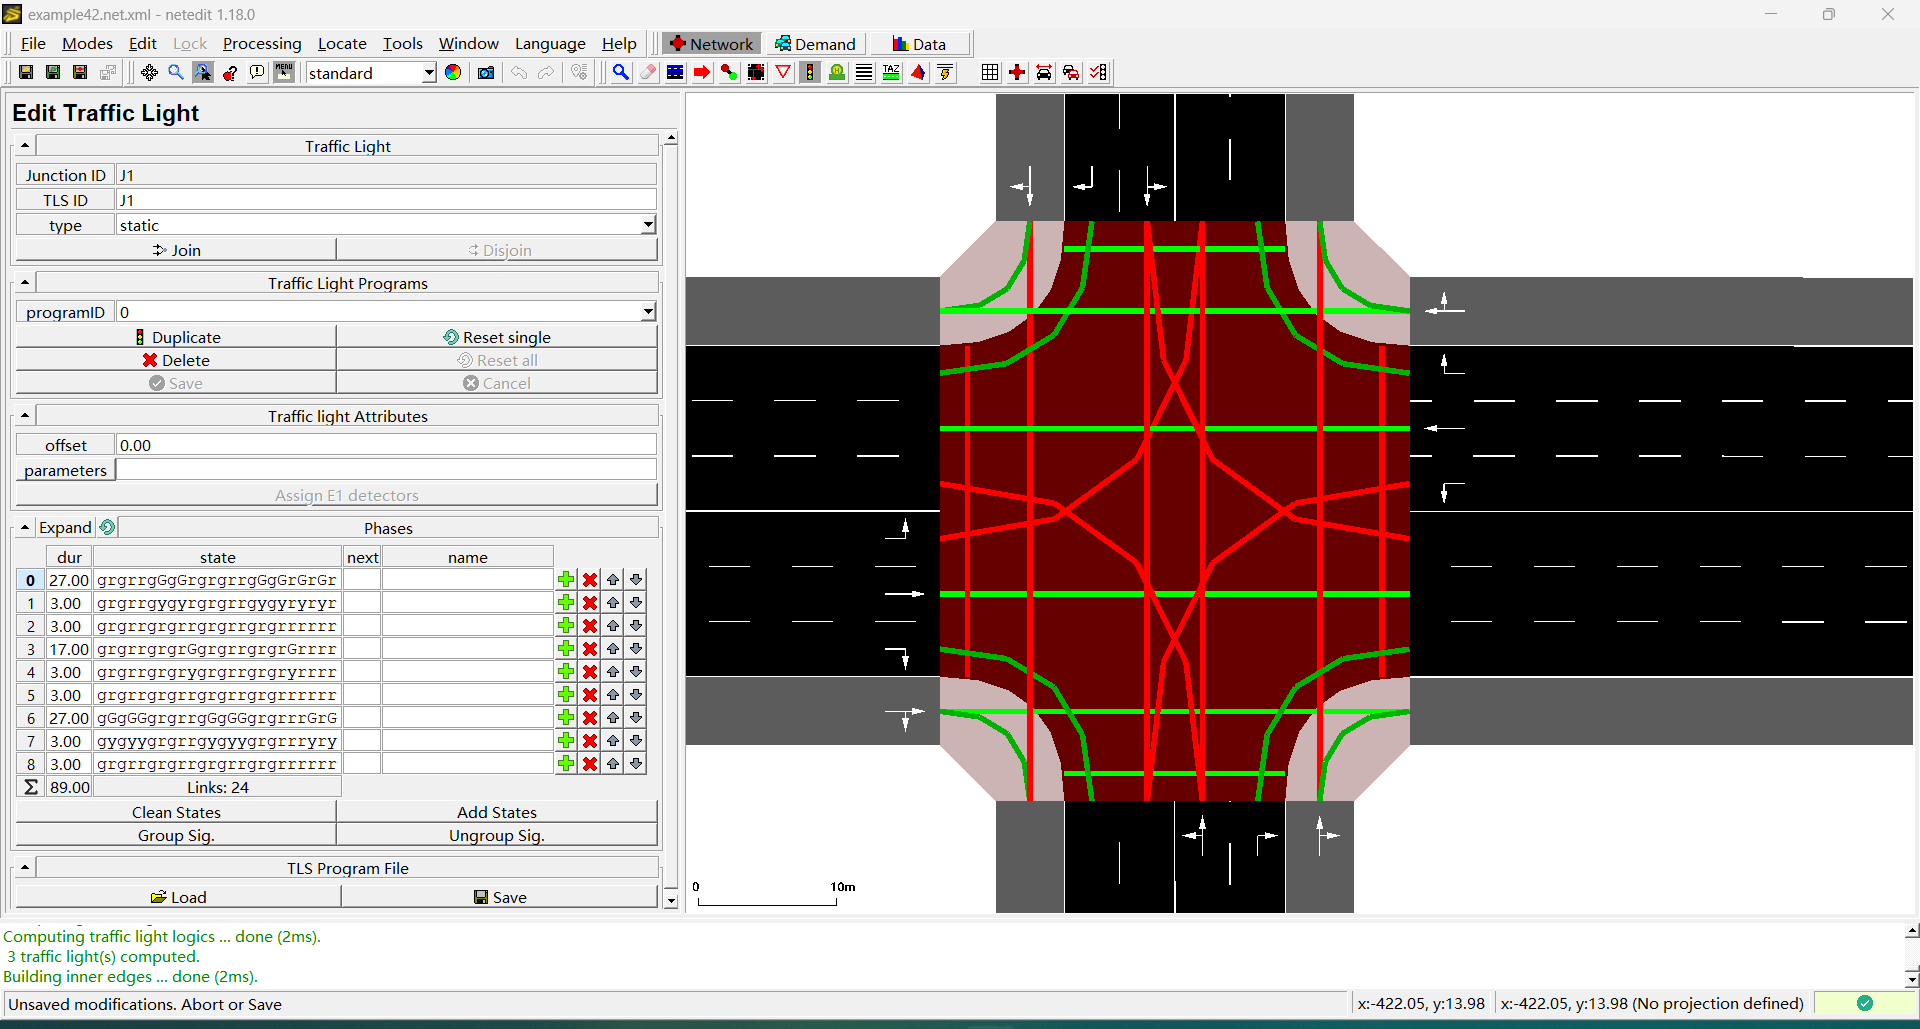 example42.net.xml - netedit 1.18.0
File Modes Edit Lock Processing Locate Tools Window Language Help Network Demand Data
MENU standard TAZ
Edit Traffic Light
Traffic Light
Junction ID J1
TLS ID J1
type static
Join Disjoin
Traffic Light Programs
programID 0
Duplicate Reset single
Delete Reset all
Save Cancel
Traffic light Attributes
offset 0.00
parameters
Assign E1 detectors
Expand Phases
dur state next name
0 27.00 grgrrgGgGrgrgrrgGgGrGrGr
1 3.00 grgrrgygyrgrgrrgygyryryr
2 3.00 grgrrgrgrrgrgrrgrgrrrrrr
3 17.00 grgrrgrgrGgrgrrgrgrGrrrr
4 3.00 grgrrgrgrygrgrrgrgryrrrr
5 3.00 grgrrgrgrrgrgrrgrgrrrrrr
6 27.00 gGgGGgrgrrgGgGGgrgrrrGrG
7 3.00 gygyygrgrrgygyygrgrrryry
8 3.00 grgrrgrgrrgrgrrgrgrrrrrr
Σ 89.00 Links: 24
Clean States Add States
Group Sig. Ungroup Sig.
TLS Program File
Load Save
0 10m
Computing traffic light logics ... done (2ms).
3 traffic light(s) computed.
Building inner edges ... done (2ms).
Unsaved modifications. Abort or Save x:-422.05, y:13.98 x:-422.05, y:13.98 (No projection defined)